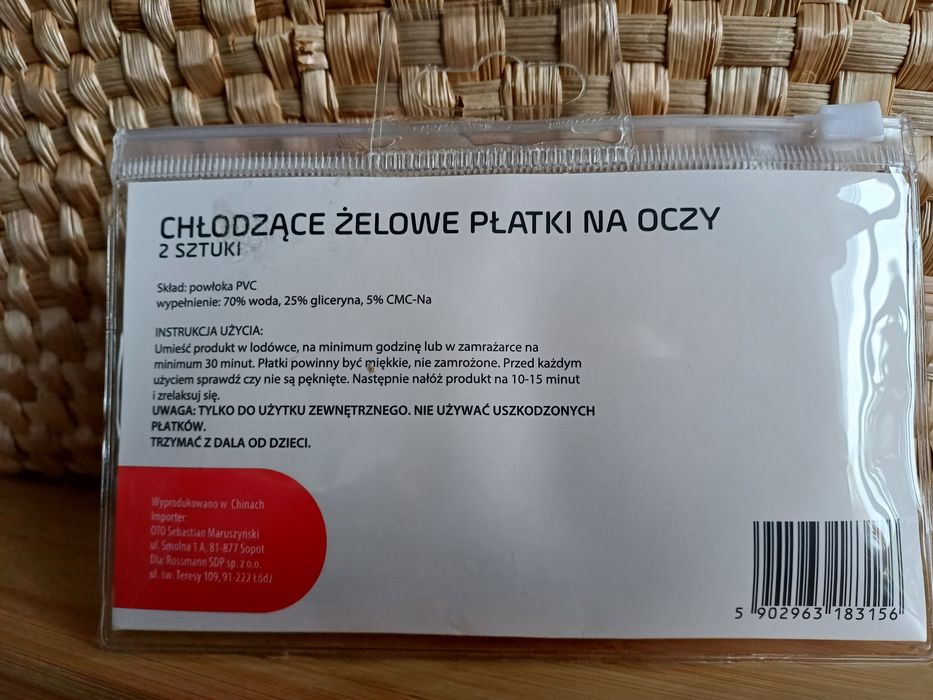 CHŁODZĄCE ŻELOWE PŁATKI NA OCZY
2 SZTUKI
Skład: powłoka PVC
wypełnienie: 70% woda, 25% gliceryna, 5% CMC-Na
INSTRUKCJA UŻYCIA:
Umieść produkt w lodówce, na minimum godzinę lub w zamrażarce na
minimum 30 minut. Płatki powinny być miękkie, nie zamrożone. Przed każdym
użyciem sprawdź czy nie są pęknięte. Następnie nałóż produkt na 10-15 minut
i zrelaksuj się.
UWAGA: TYLKO DO UŻYTKU ZEWNĘTRZNEGO. NIE UŻYWAĆ USZKODZONYCH
PŁATKÓW.
TRZYMAĆ Z DALA OD DZIECI.
Wyprodukowano w Chinach
Importer:
OTO Sebastian Maruszyński
ul. Smolna 1 A, 81-877 Sopot
Dla: Rossmann SDP sp. z o.o.
ul. św. Teresy 109, 91-222 Łódź
5 902963 183156